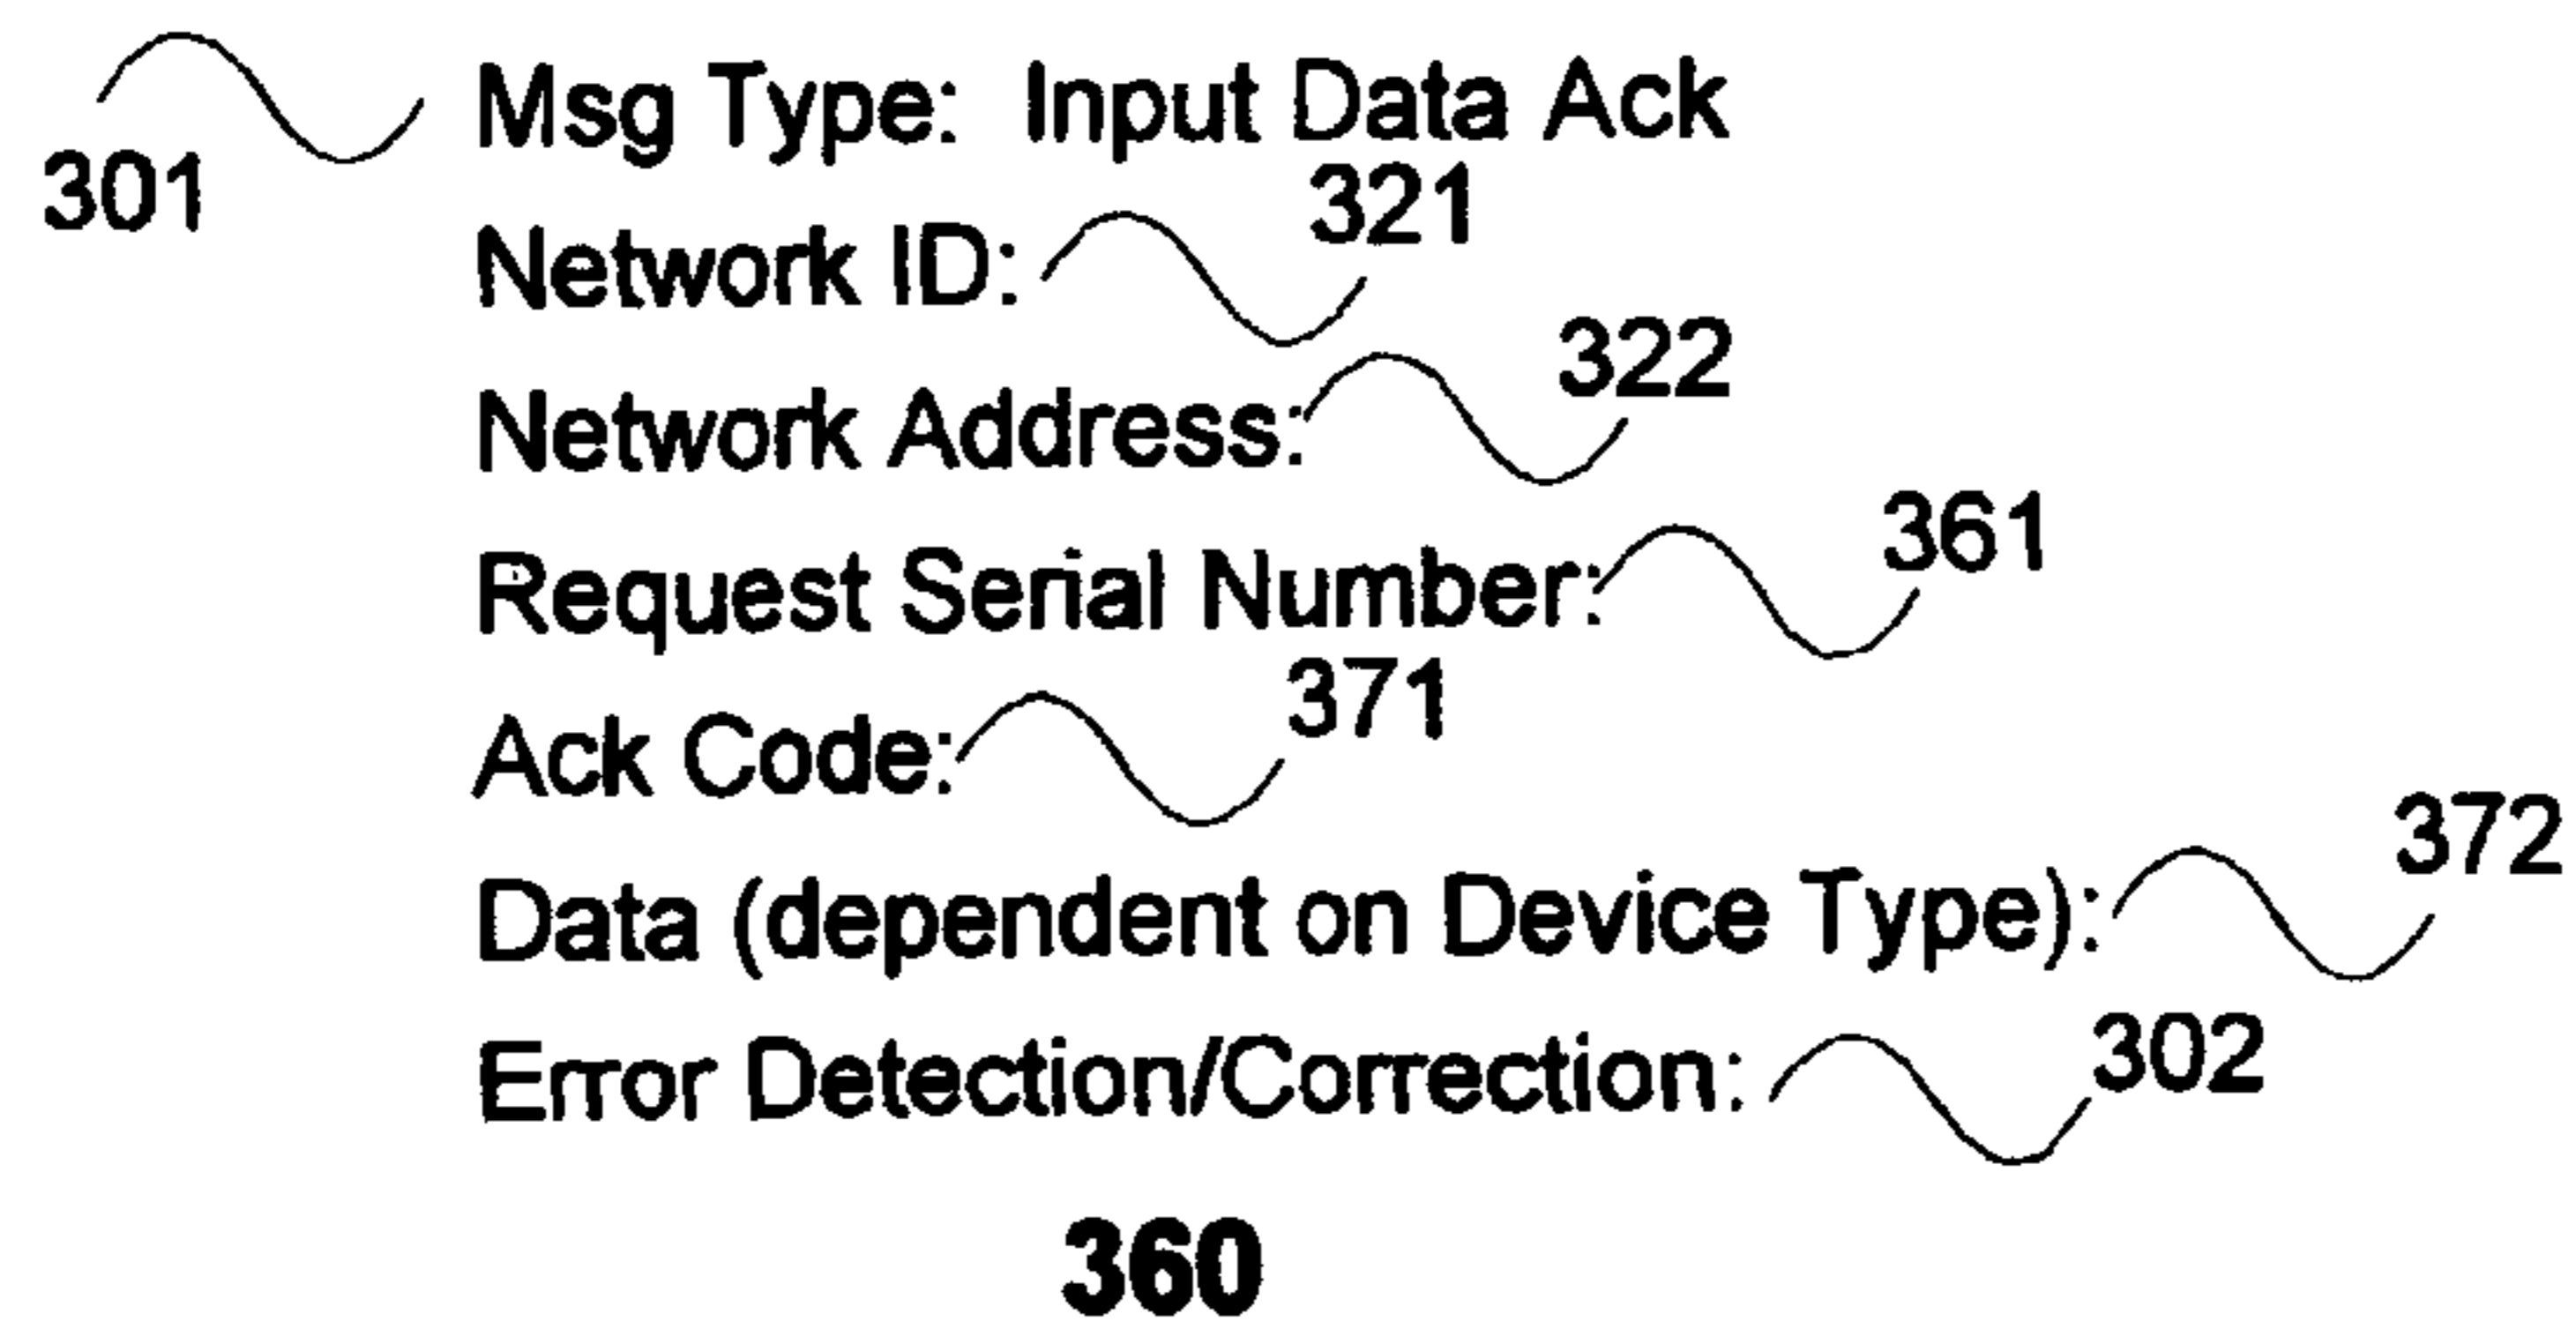 301 Msg Type: Input Data Ack
Network ID: 321
Network Address: 322
Request Serial Number: 361
Ack Code: 371
Data (dependent on Device Type): 372
Error Detection/Correction: 302
360